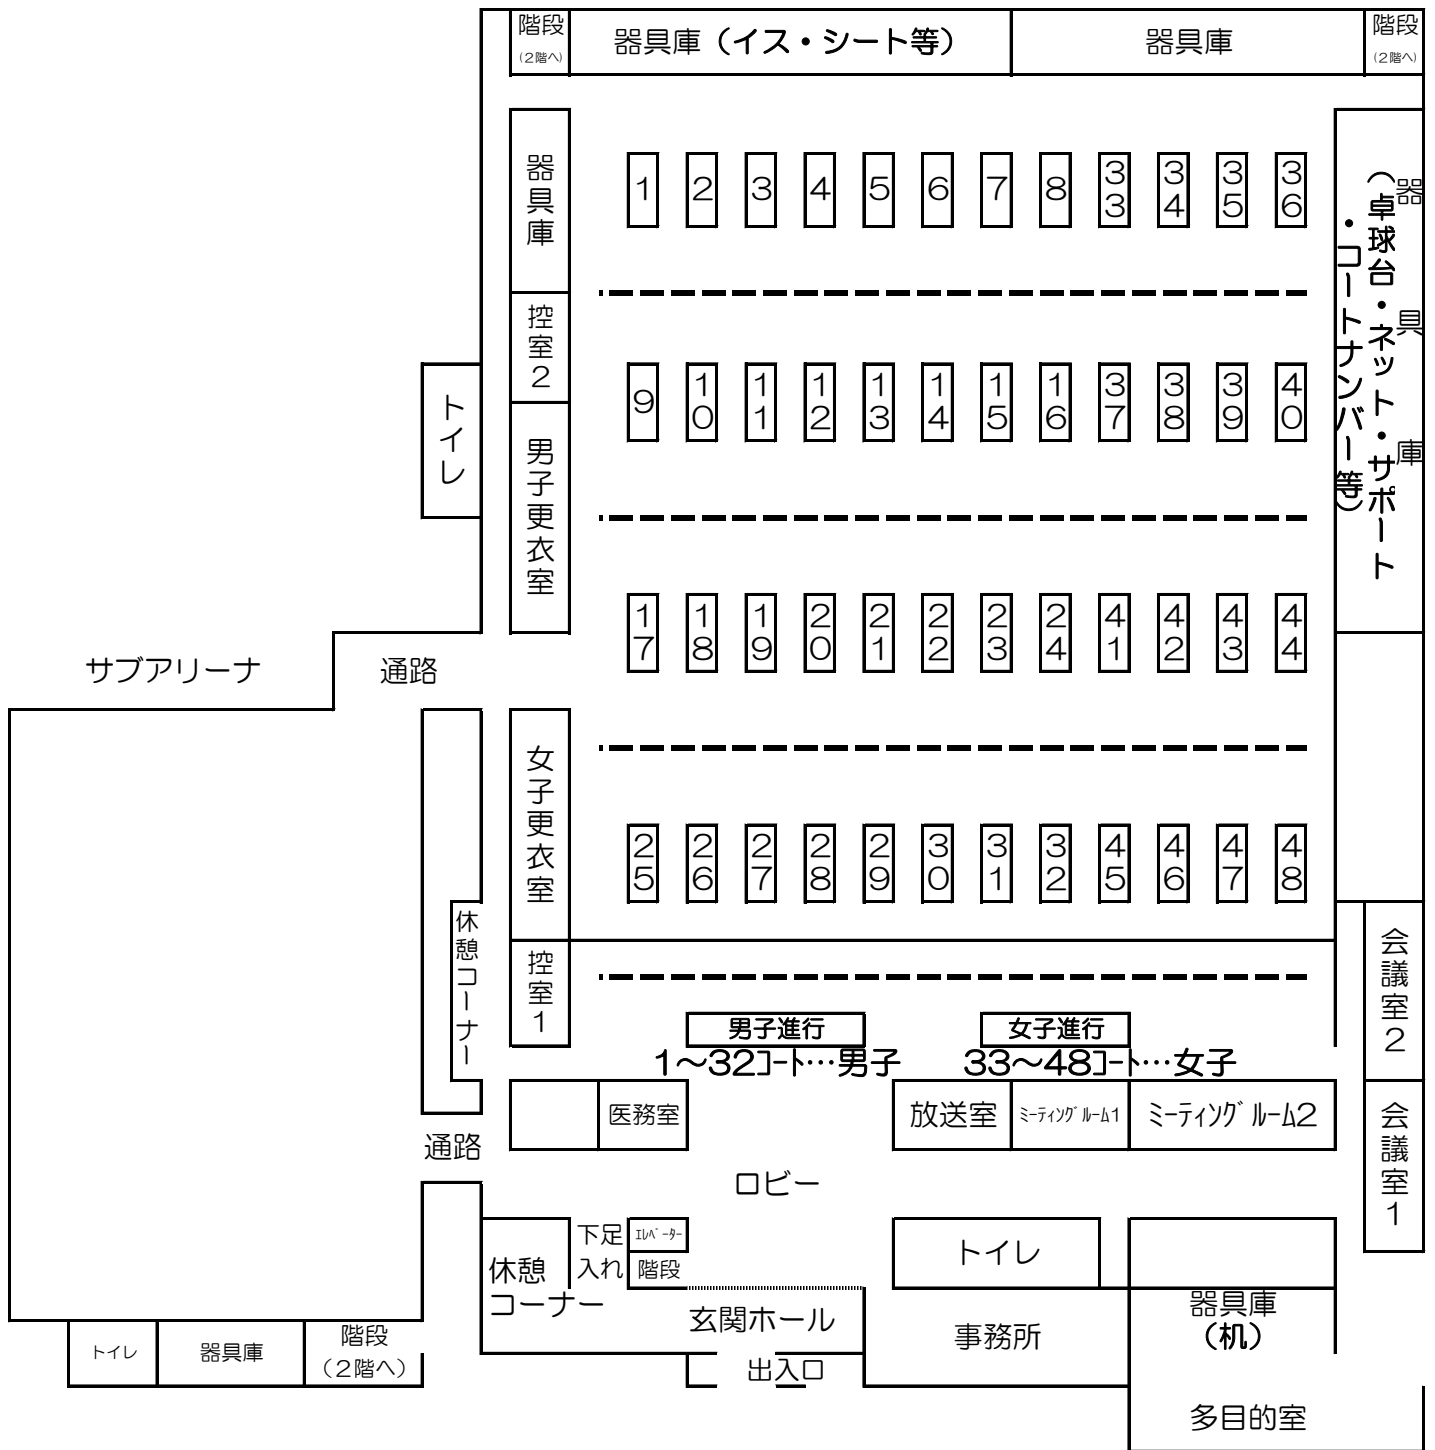 階段
(2階へ)
器具庫（イス・シート等）
器具庫
階段
(2階へ)
器具庫
1 2 3 4 5 6 7 8 33 34 35 36
器具庫
（卓球台・ネット・サポート
・コートナンバー等）
控室2
トイレ
9 10 11 12 13 14 15 16 37 38 39 40
男子更衣室
17 18 19 20 21 22 23 24 41 42 43 44
サブアリーナ
通路
女子更衣室
25 26 27 28 29 30 31 32 45 46 47 48
休憩コーナー
控室1
会議室2
男子進行
女子進行
1～32ｺｰﾄ…男子
33～48ｺｰﾄ…女子
医務室
放送室
ﾐｰﾃｨﾝｸﾞﾙｰﾑ1
ﾐｰﾃｨﾝｸﾞﾙｰﾑ2
会議室1
通路
ロビー
下足
入れ
ｴﾚﾍﾞｰﾀｰ
階段
休憩
コーナー
トイレ
玄関ホール
事務所
器具庫
（机）
トイレ
器具庫
階段
（2階へ）
出入口
多目的室